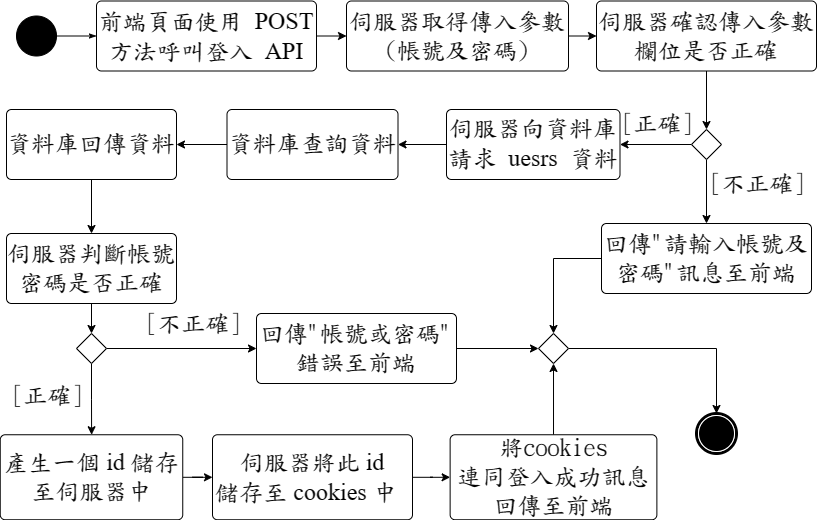 前端頁面使用 POST
方法呼叫登入 API
伺服器取得傳入參數
（帳號及密碼）
伺服器確認傳入參數
欄位是否正確
[正確]
[不正確]
伺服器向資料庫
請求 uesrs 資料
資料庫查詢資料
資料庫回傳資料
回傳"請輸入帳號及
密碼"訊息至前端
伺服器判斷帳號
密碼是否正確
[不正確]
回傳"帳號或密碼"
錯誤至前端
[正確]
產生一個 id 儲存
至伺服器中
伺服器將此 id
儲存至 cookies 中
將cookies
連同登入成功訊息
回傳至前端